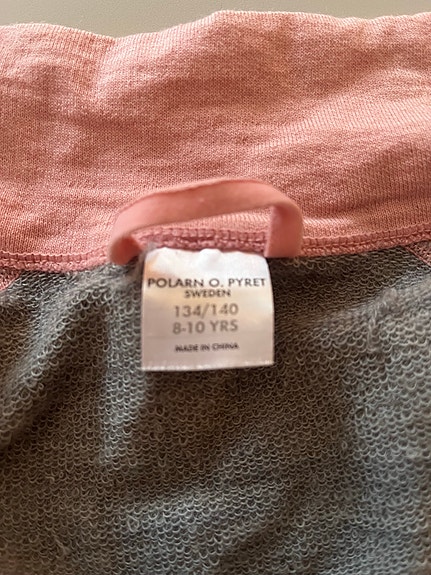 POLARN O. PYRET
SWEDEN
134/140
8-10 YRS
MADE IN CHINA